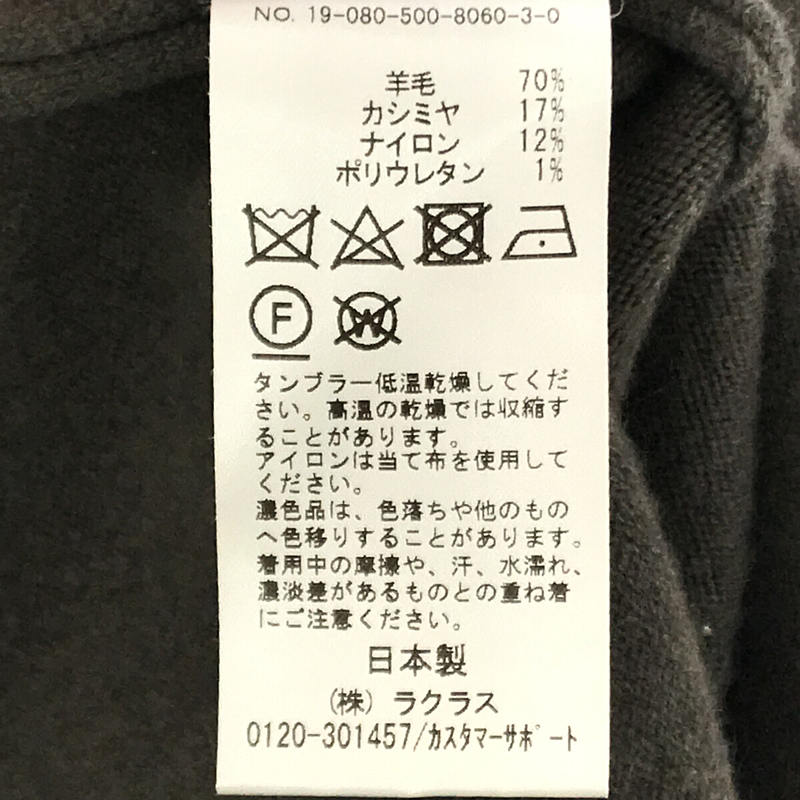 NO. 19-080-500-8060-3-0
羊毛 70%
カシミヤ 17%
ナイロン 12%
ポリウレタン 1%
F W
タンブラー低温乾燥してくだ
さい。高温の乾燥では収縮す
ることがあります。
アイロンは当て布を使用して
ください。
濃色品は、色落ちや他のもの
へ色移りすることがあります。
着用中の摩擦や、汗、水濡れ、
濃淡差があるものとの重ね着
にご注意ください。
日本製
(株) ラクラス
0120-301457/カスタマーサポート